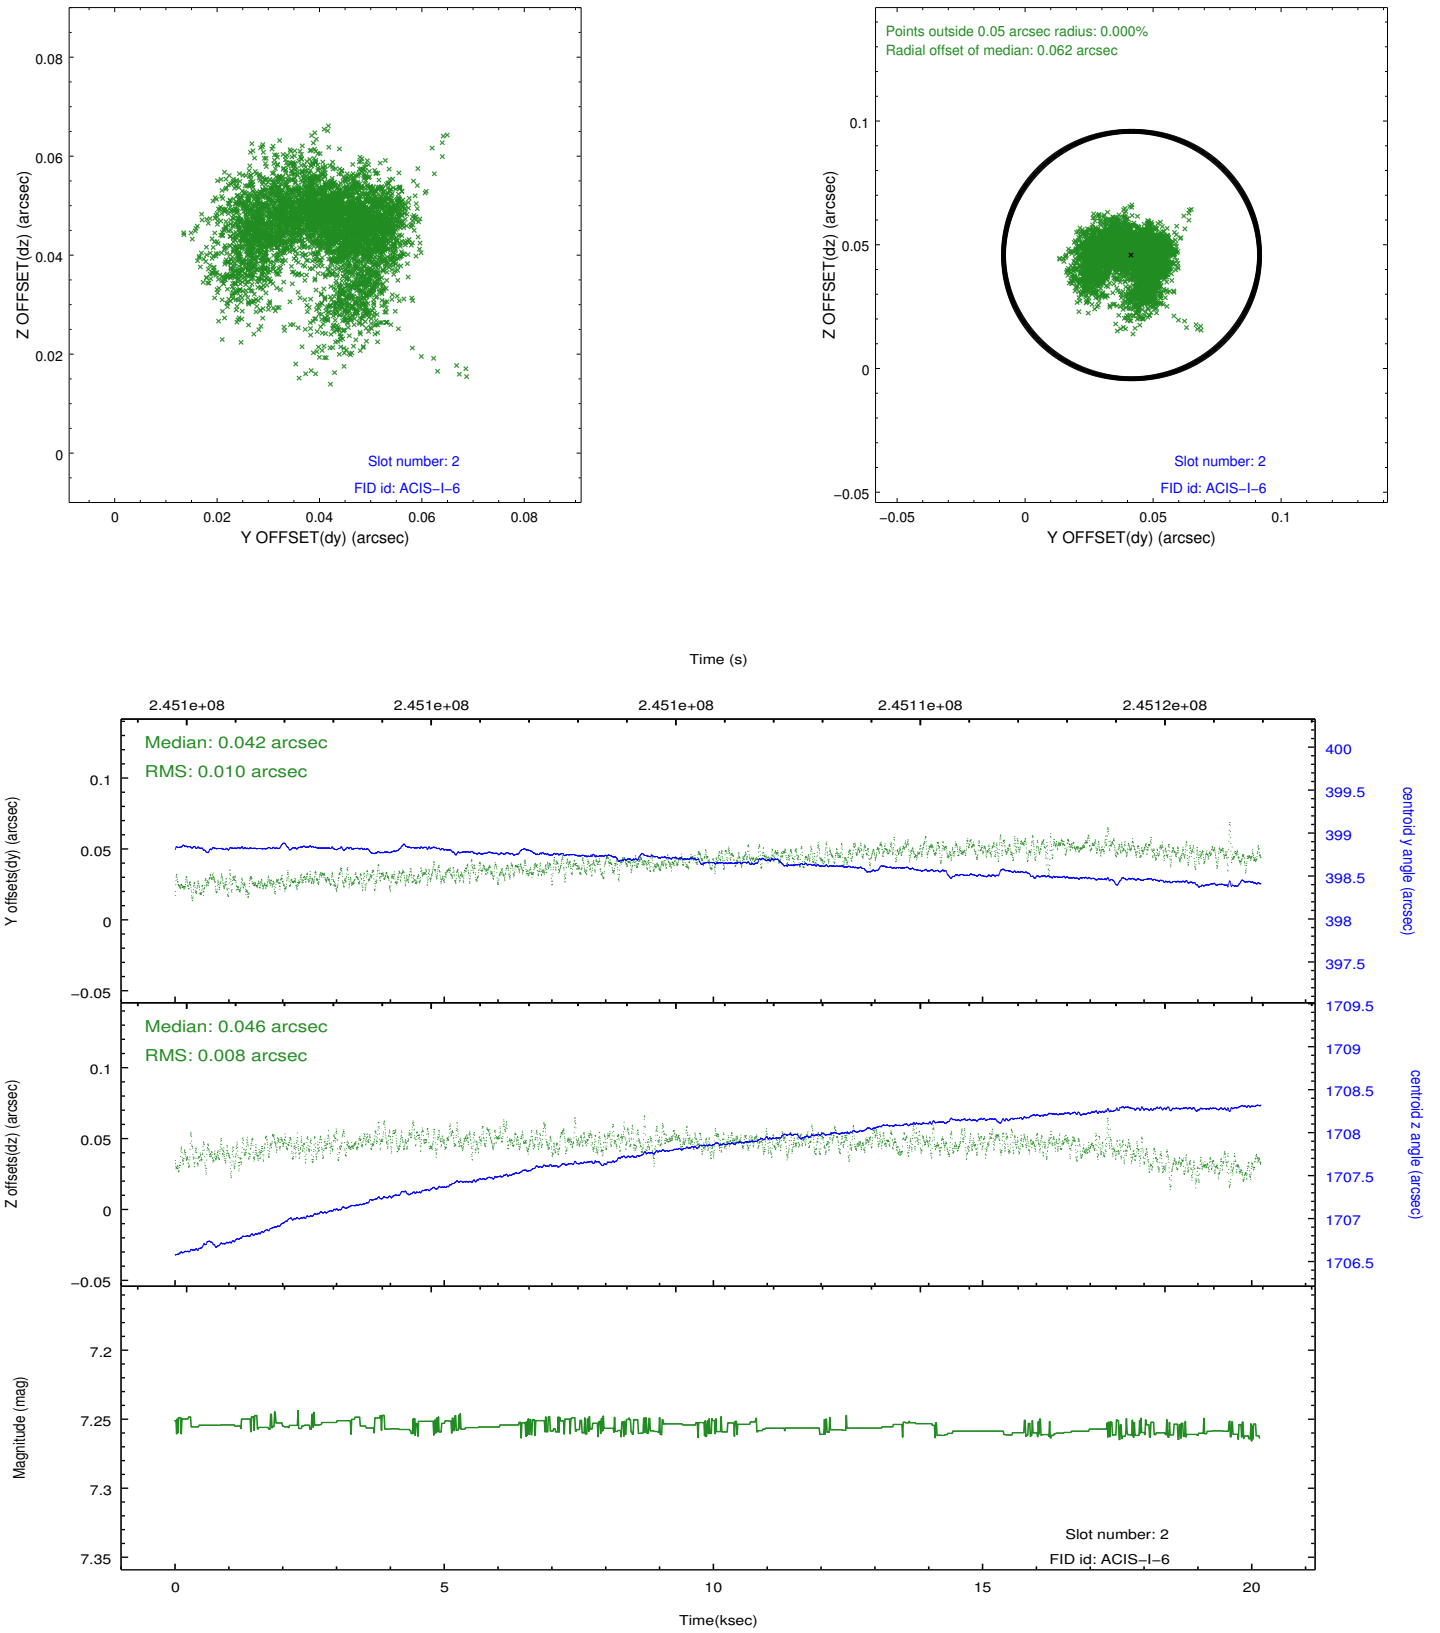 0.08
0.06
0.04
0.02
0
Z OFFSET(dz) (arcsec)
Slot number: 2
FID id: ACIS−I−6
0 0.02 0.04 0.06 0.08
Y OFFSET(dy) (arcsec)
Points outside 0.05 arcsec radius: 0.000%
Radial offset of median: 0.062 arcsec
0.1
0.05
0
−0.05
Z OFFSET(dz) (arcsec)
Slot number: 2
FID id: ACIS−I−6
−0.05 0 0.05 0.1
Y OFFSET(dy) (arcsec)
Time (s)
2.451e+08 2.451e+08 2.451e+08 2.4511e+08 2.4512e+08
Median: 0.042 arcsec
RMS: 0.010 arcsec
0.1
0.05
0
−0.05
Y offsets(dy) (arcsec)
400
399.5
399
398.5
398
397.5
centroid y angle (arcsec)
Median: 0.046 arcsec
RMS: 0.008 arcsec
0.1
0.05
0
−0.05
Z offsets(dz) (arcsec)
1709.5
1709
1708.5
1708
1707.5
1707
1706.5
centroid z angle (arcsec)
7.2
7.25
7.3
7.35
Magnitude (mag)
Slot number: 2
FID id: ACIS−I−6
0 5 10 15 20
Time(ksec)